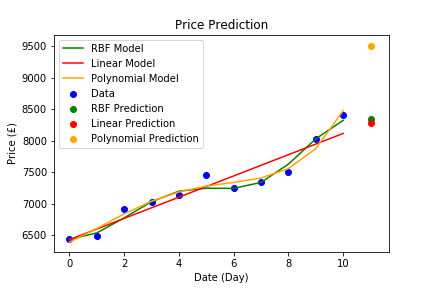 Price Prediction
9500
9000
8500
8000
7500
7000
6500
Price (£)
RBF Model
Linear Model
Polynomial Model
Data
RBF Prediction
Linear Prediction
Polynomial Prediction
0 2 4 6 8 10
Date (Day)